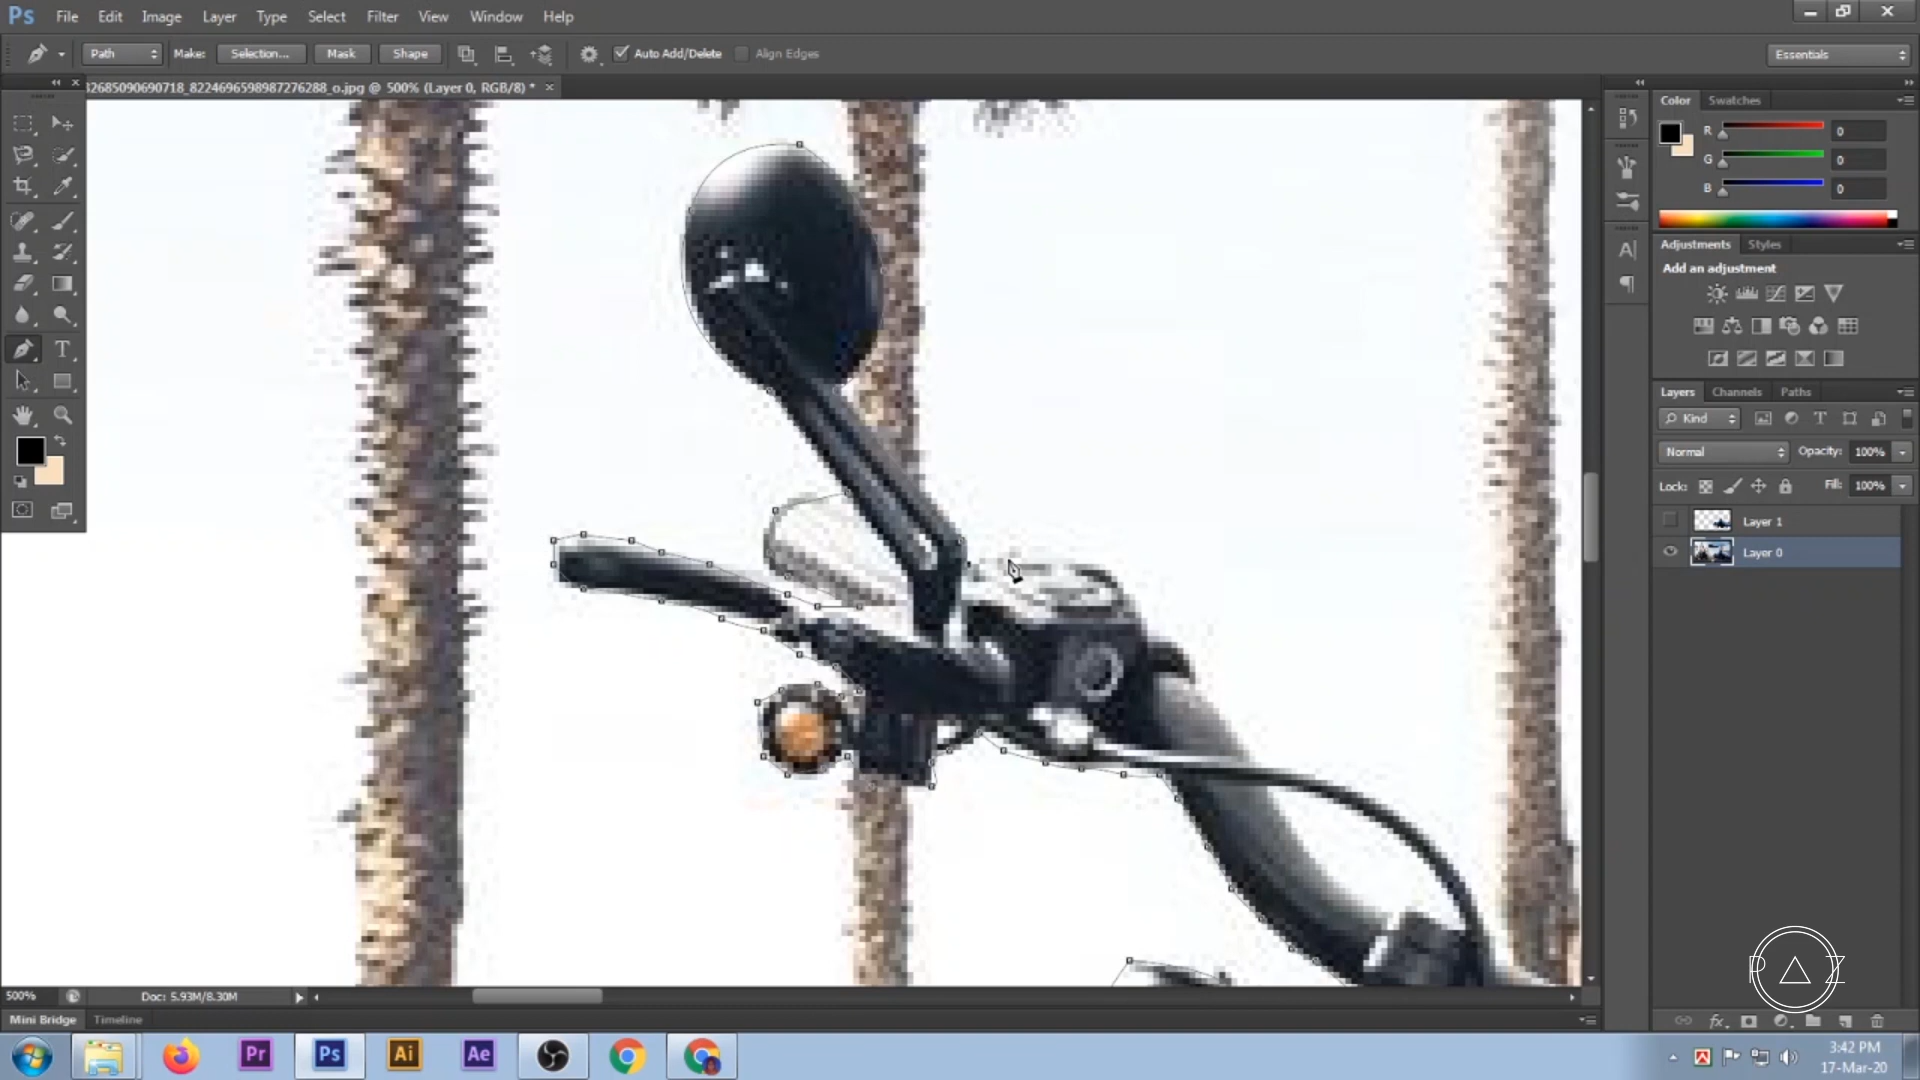 Ps File Edit Image Layer Type Select Filter View Window Help
Path Make: Selection... Mask Shape Auto Add/Delete Align Edges Essentials
32685090690718_8224696598987276288_o.jpg @ 500% (Layer 0, RGB/8) *
Color Swatches
R 0
G 0
B 0
Adjustments Styles
Add an adjustment
Layers Channels Paths
Kind
Normal Opacity: 100%
Lock: Fill: 100%
Layer 1
Layer 0
P Z
500% Doc: 5.93M/8.30M
Mini Bridge Timeline
Pr Ps Ai Ae
3:42 PM
17-Mar-20